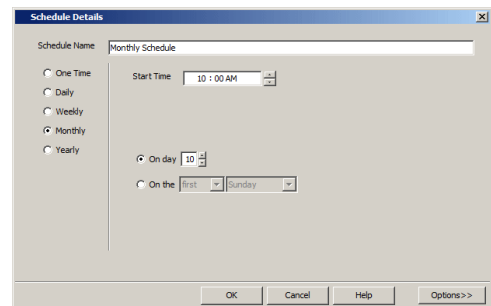 Schedule Details
Schedule Name Monthly Schedule
One Time
Start Time 10 : 00 AM
Daily
Weekly
Monthly
Yearly
On day 10
On the first Sunday
OK Cancel Help Options>>